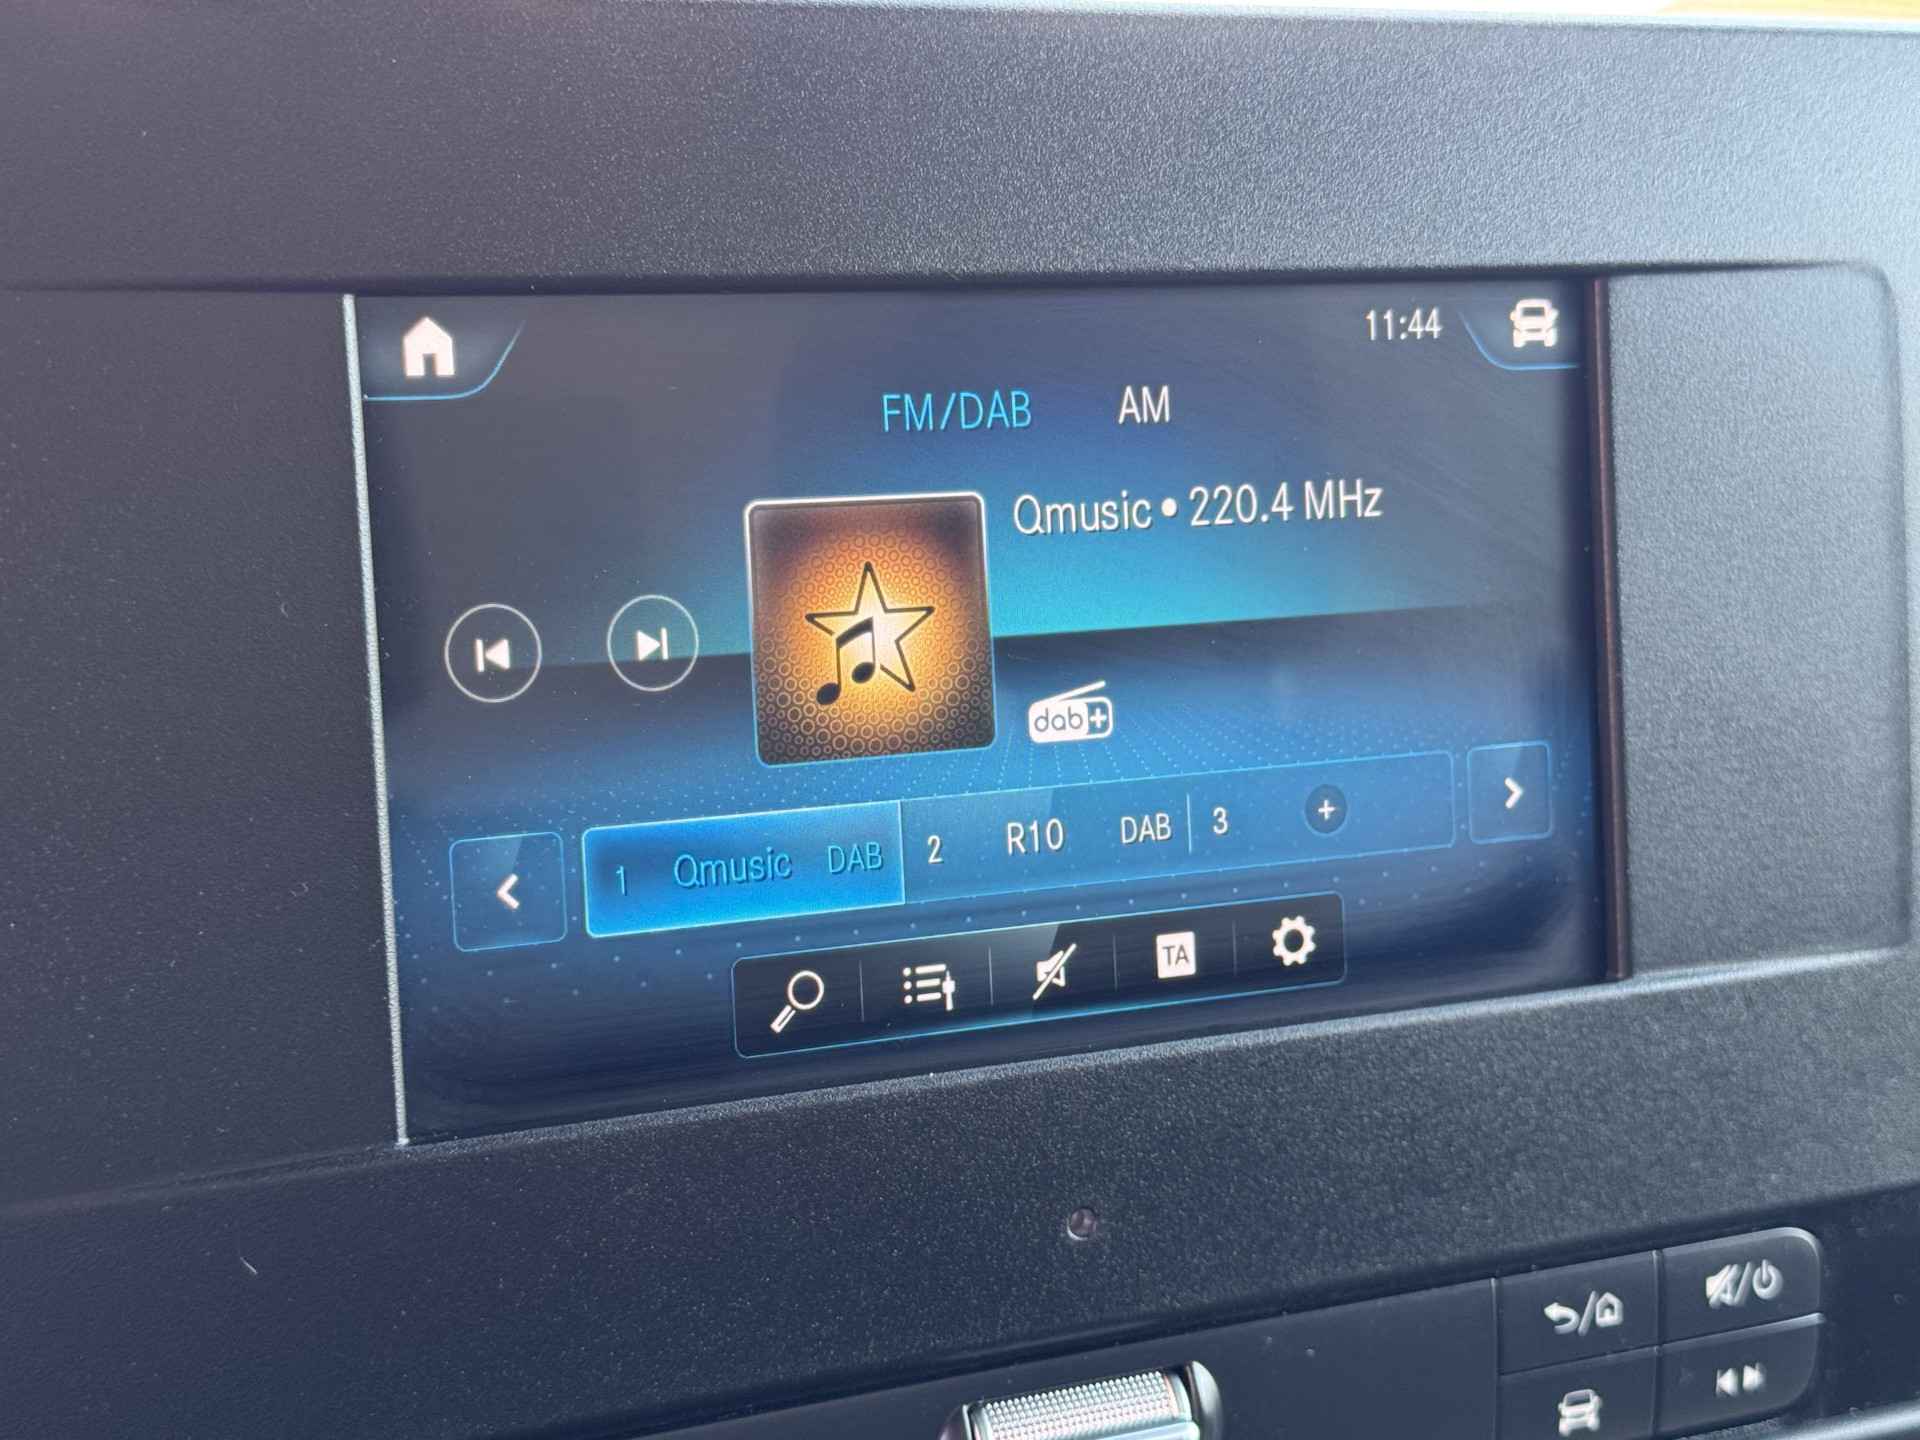 11:44
FM/DAB AM
Qmusic • 220.4 MHz
dab+
1 Qmusic DAB 2 R10 DAB 3 +
TA